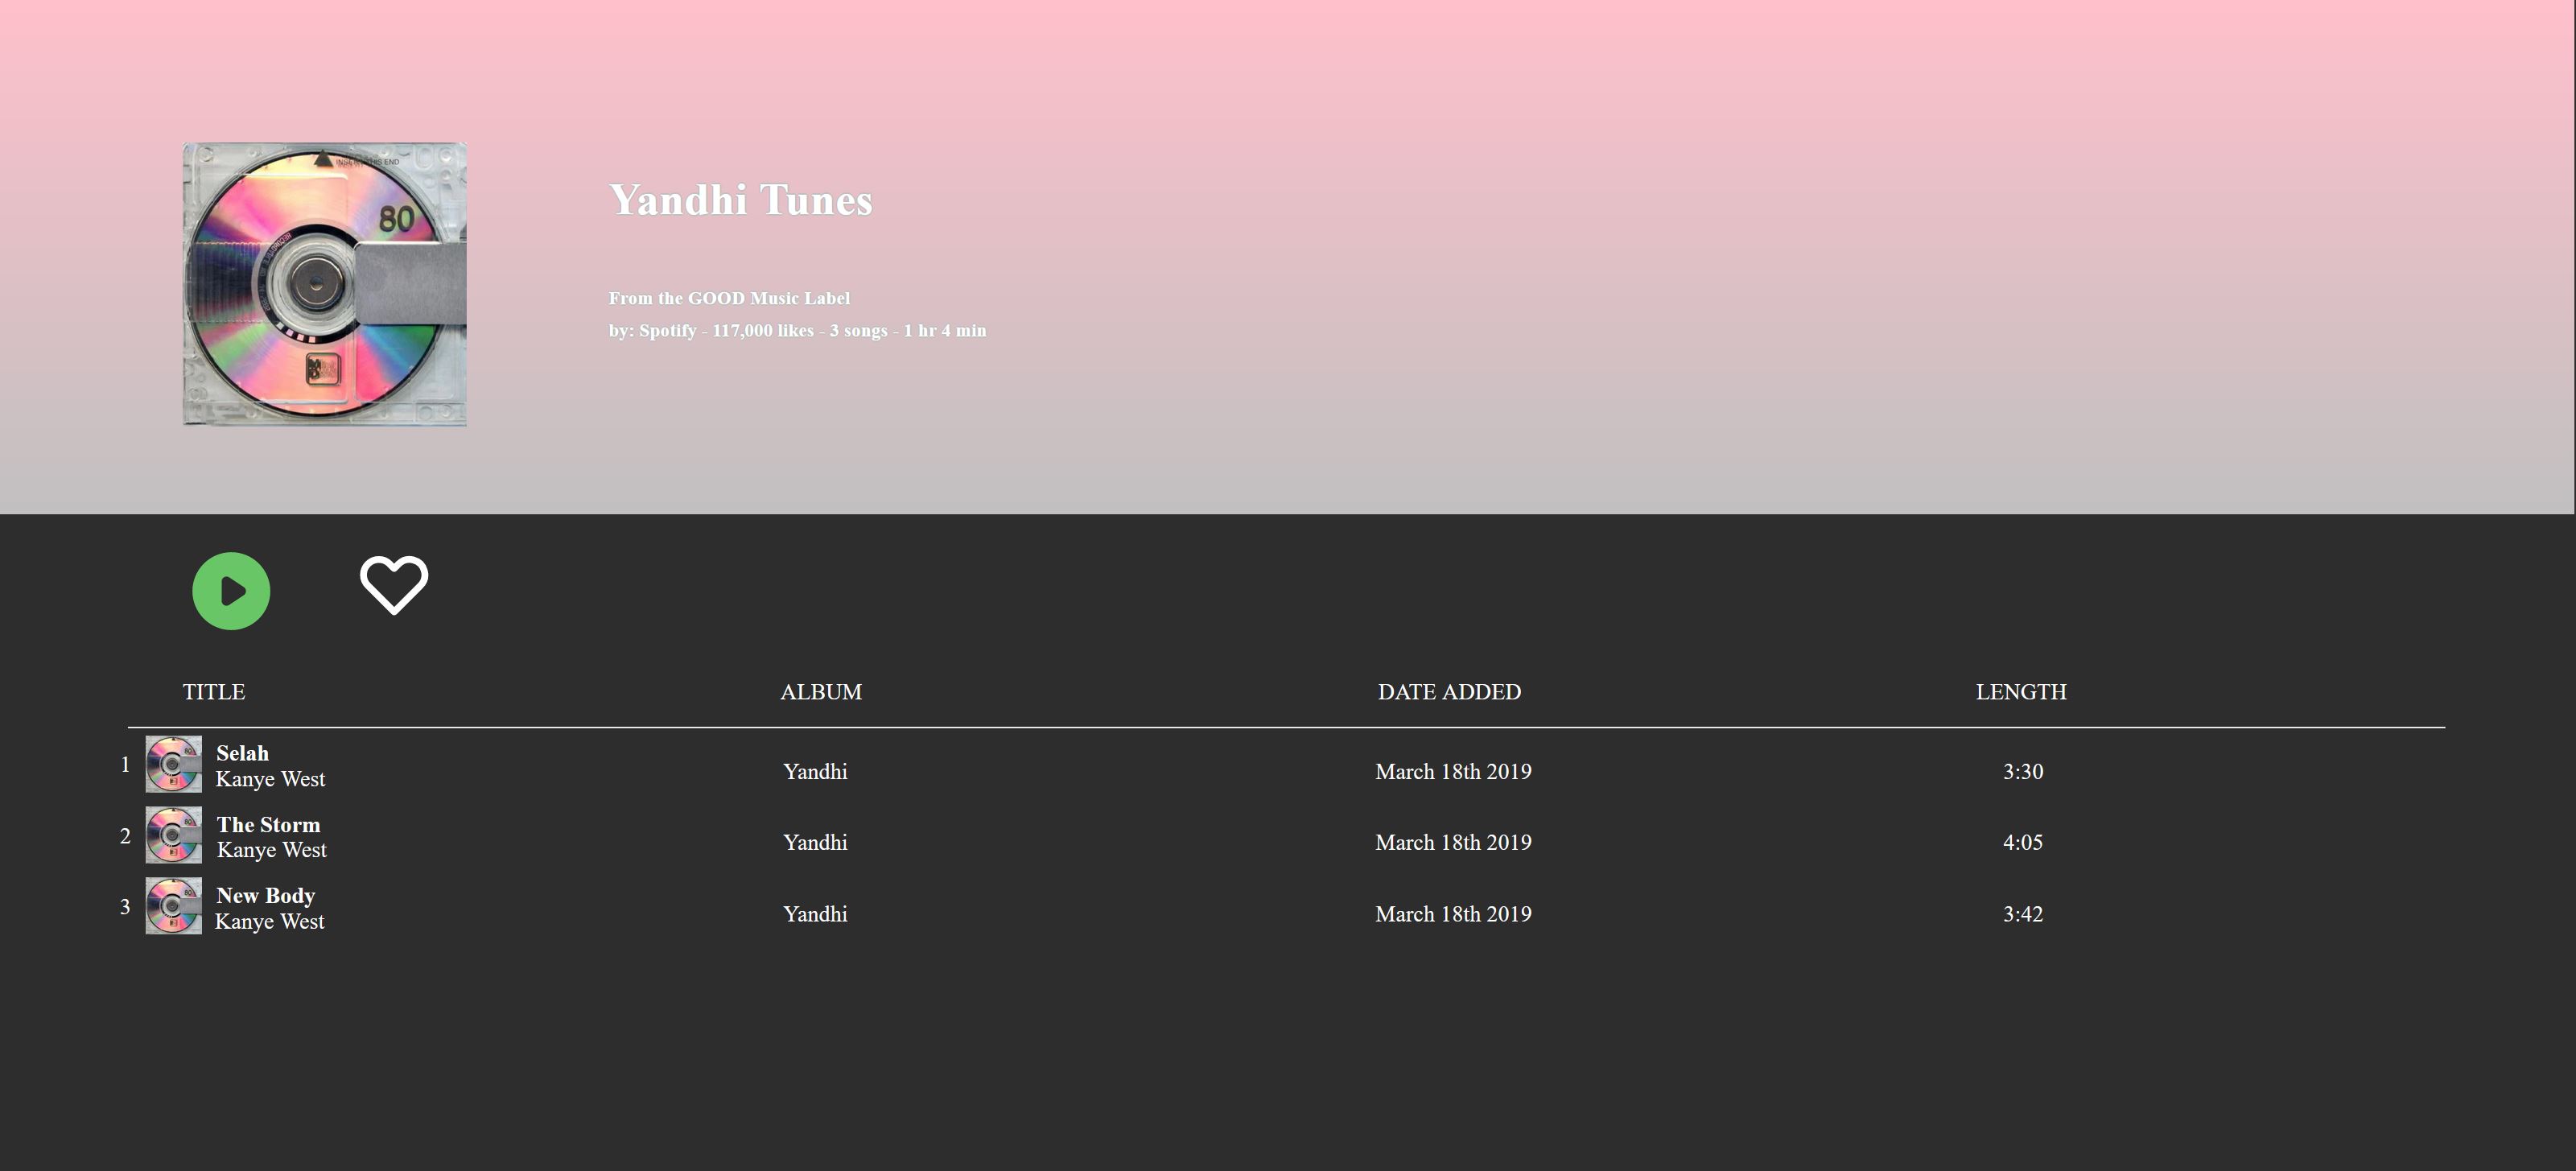 80
Yandhi Tunes
From the GOOD Music Label
by: Spotify - 117,000 likes - 3 songs - 1 hr 4 min
TITLE ALBUM DATE ADDED LENGTH
1 Selah
Kanye West Yandhi March 18th 2019 3:30
2 The Storm
Kanye West Yandhi March 18th 2019 4:05
3 New Body
Kanye West Yandhi March 18th 2019 3:42